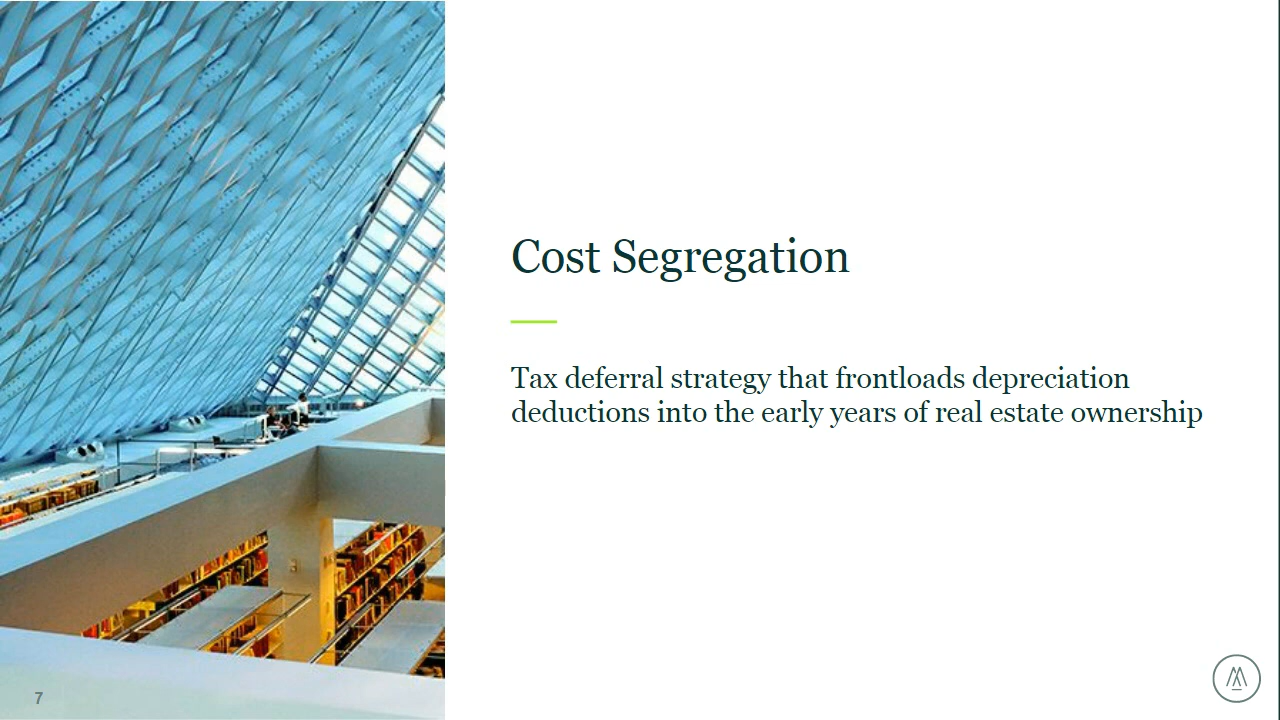 Cost Segregation
Tax deferral strategy that frontloads depreciation
deductions into the early years of real estate ownership
7